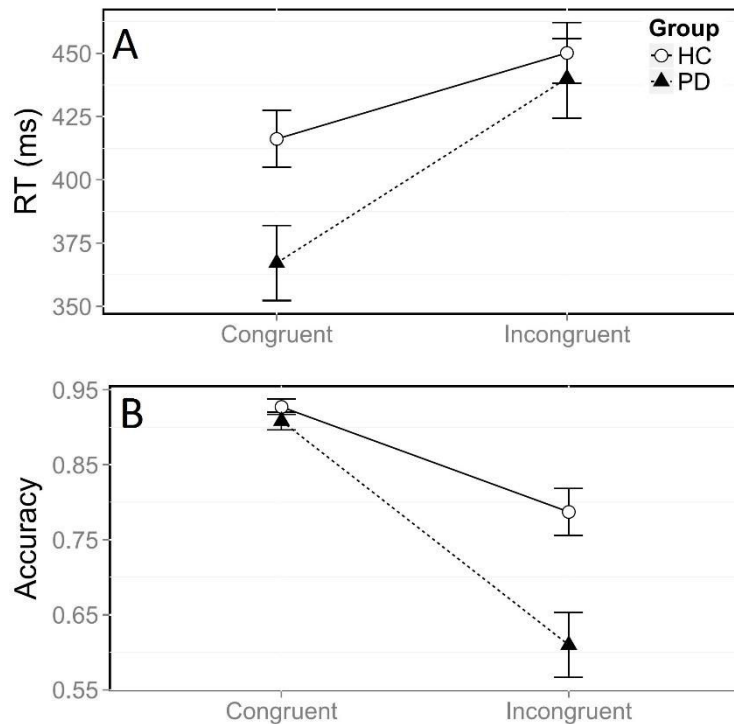 A
Group
HC
PD
450
425
400
375
350
RT (ms)
Congruent Incongruent
B
0.95
0.85
0.75
0.65
0.55
Accuracy
Congruent Incongruent